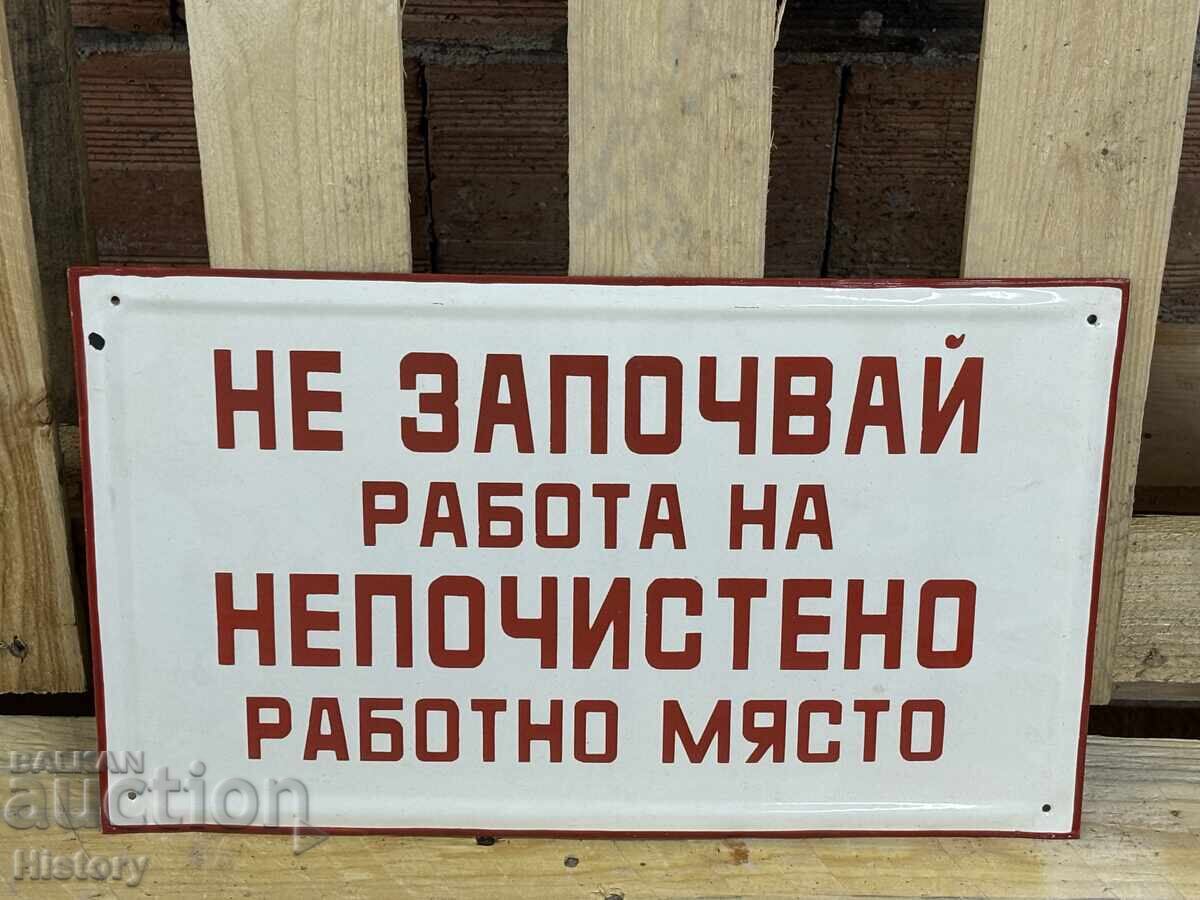 НЕ ЗАПОЧВАЙ
РАБОТА НА
НЕПОЧИСТЕНО
РАБОТНО МЯСТО
BALKAN
auction
History